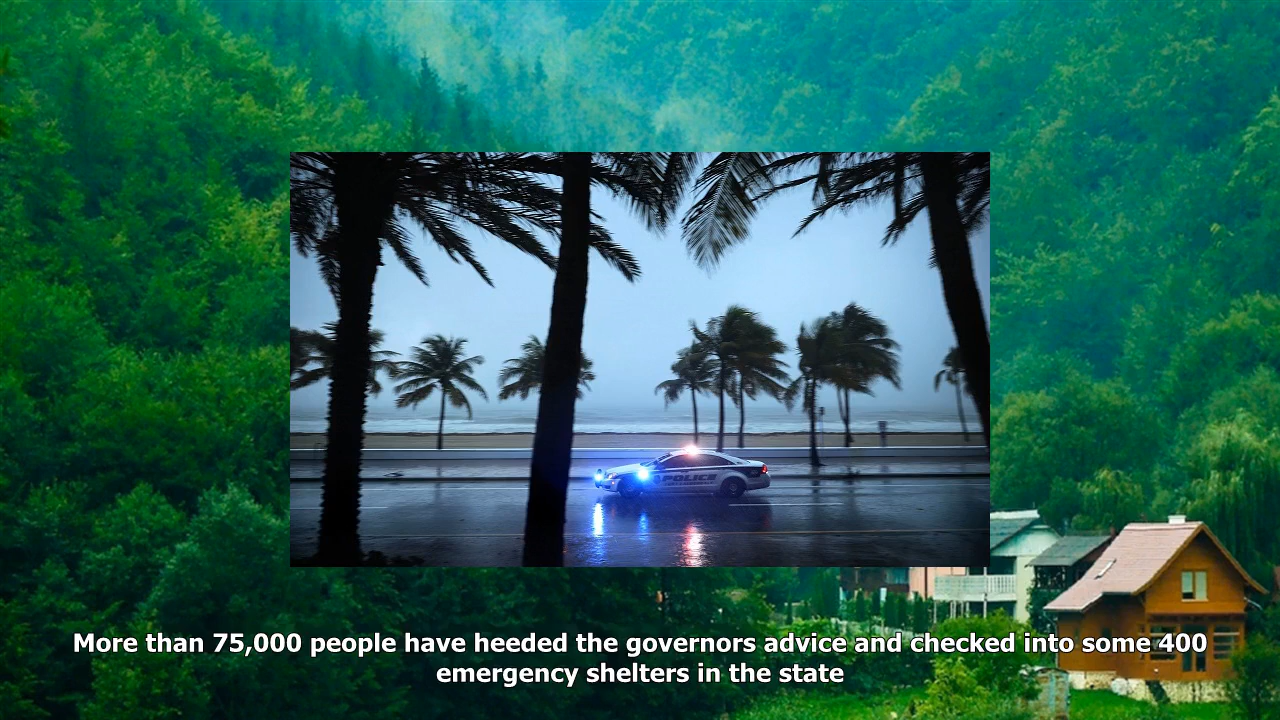 POLICE
More than 75,000 people have heeded the governors advice and checked into some 400
emergency shelters in the state